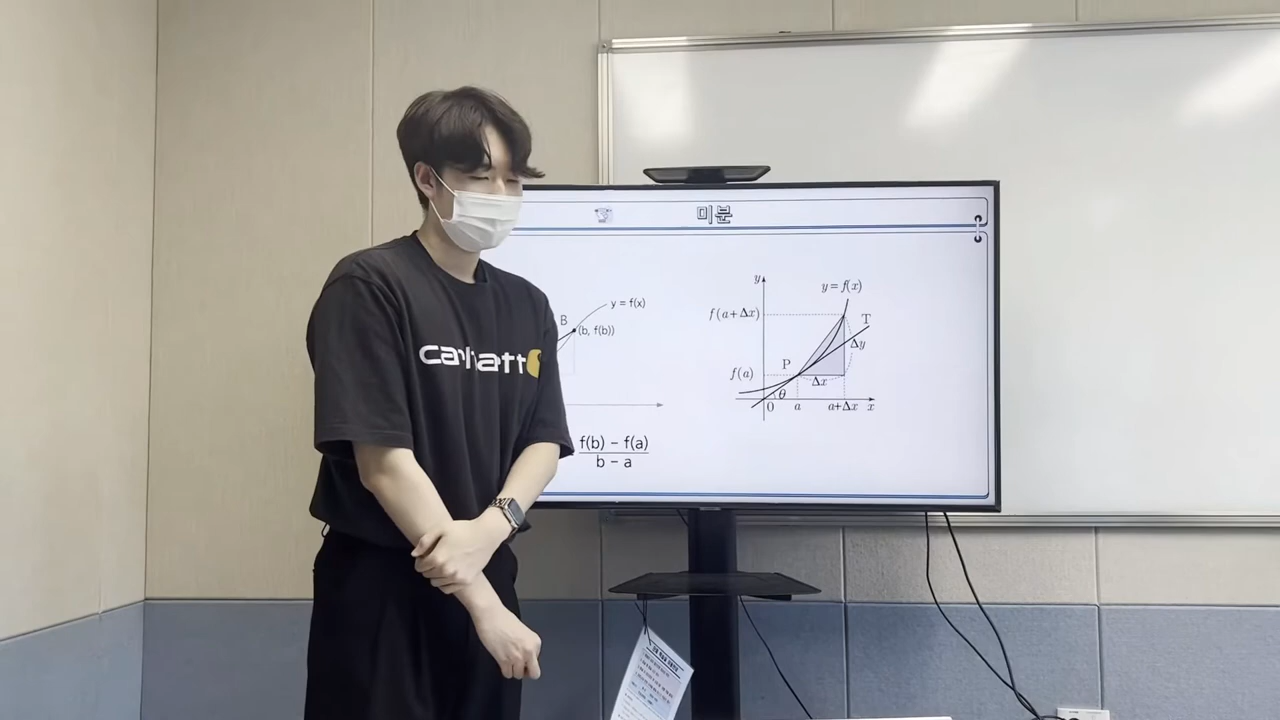 미분
carhartt
B
y = f(x)
(b, f(b))
f(b) − f(a)
b − a
y
y = f(x)
f(a+Δx)
T
Δy
P
f(a)
Δx
θ
0
a
a+Δx
x